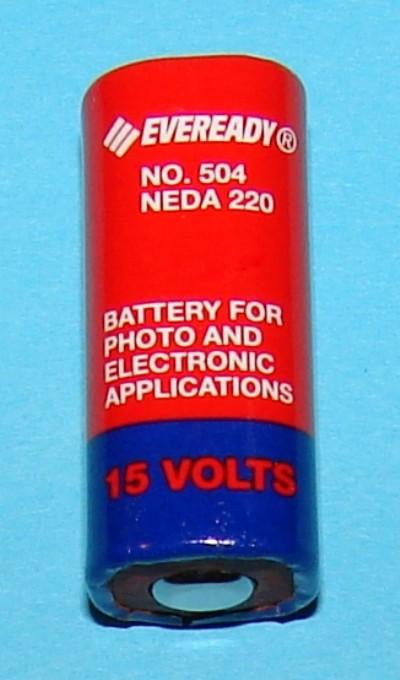 EVEREADY®
NO. 504
NEDA 220
BATTERY FOR
PHOTO AND
ELECTRONIC
APPLICATIONS
15 VOLTS